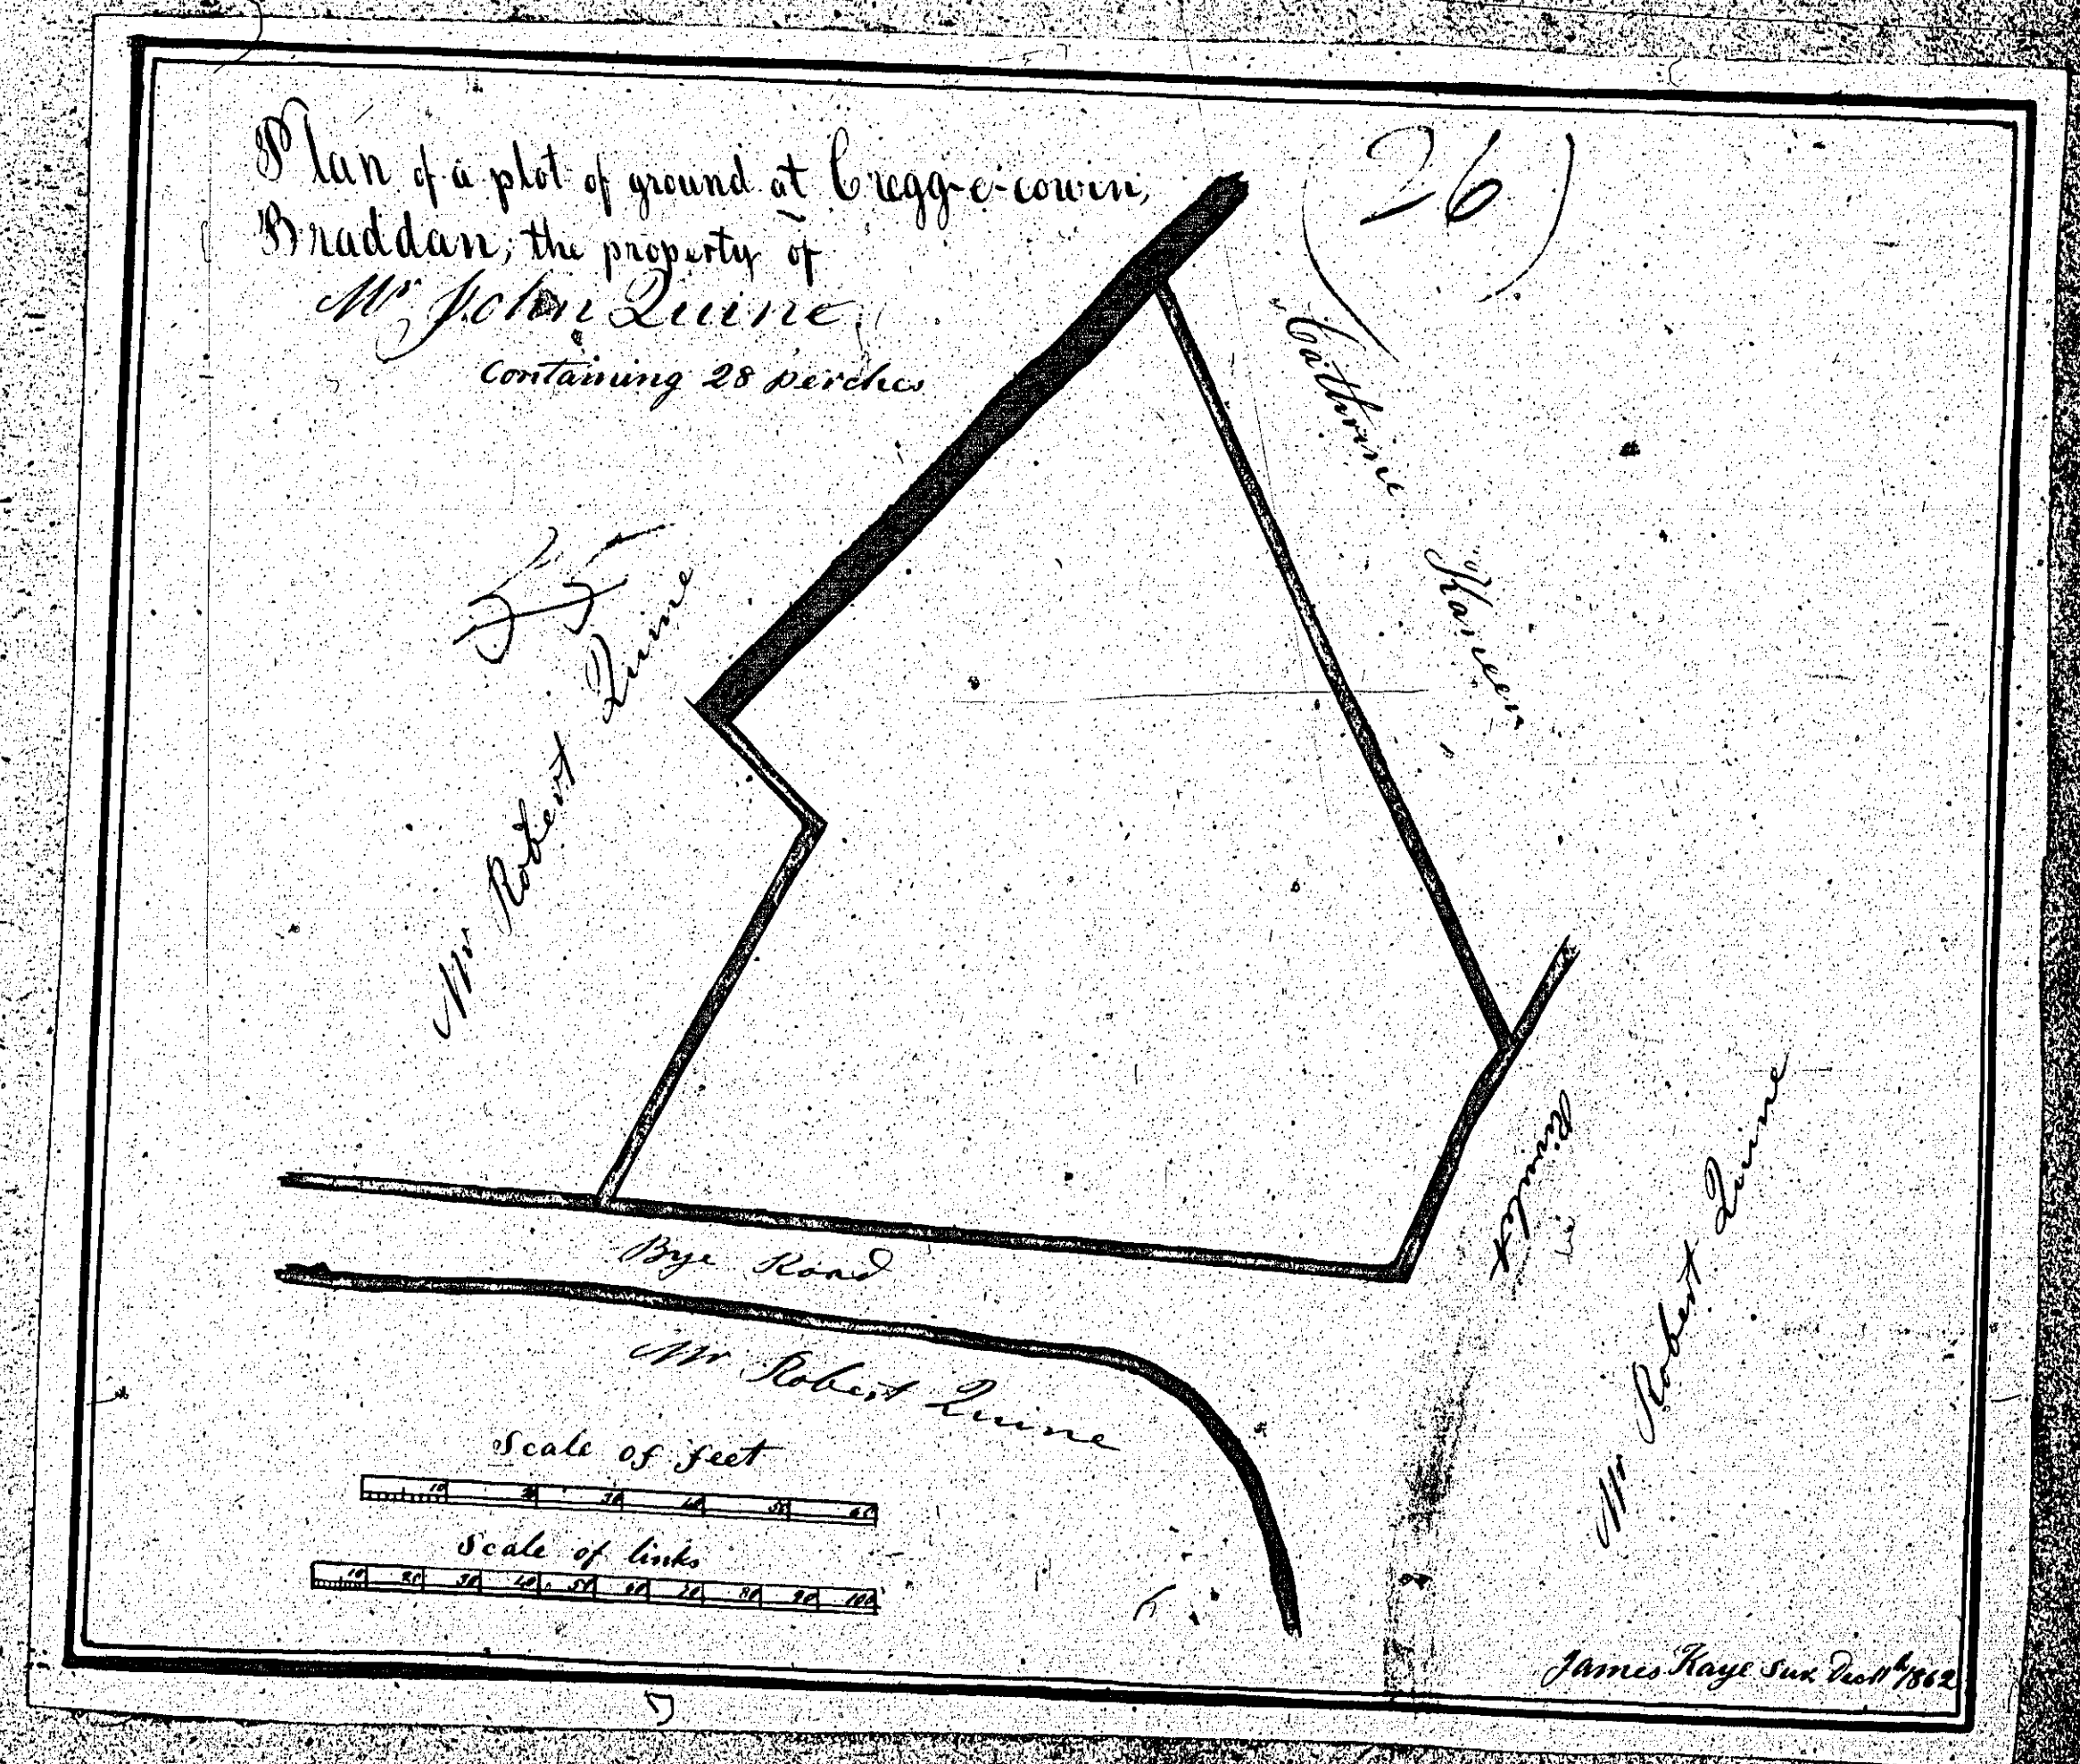 Plan of a plot of ground at Cregg-e-cowin,
Braddan, the property of
Mr John Quine
Containing 28 perches
26
Cathrine Kaneen
Mr Robert Quine
Rivulet
Mr Robert Quine
Bye Road
Mr Robert Quine
Scale of feet
10 20 30 40 50 60
Scale of links
10 20 30 40 50 60 70 80 90 100
James Kaye Sur Dec 11th 1862